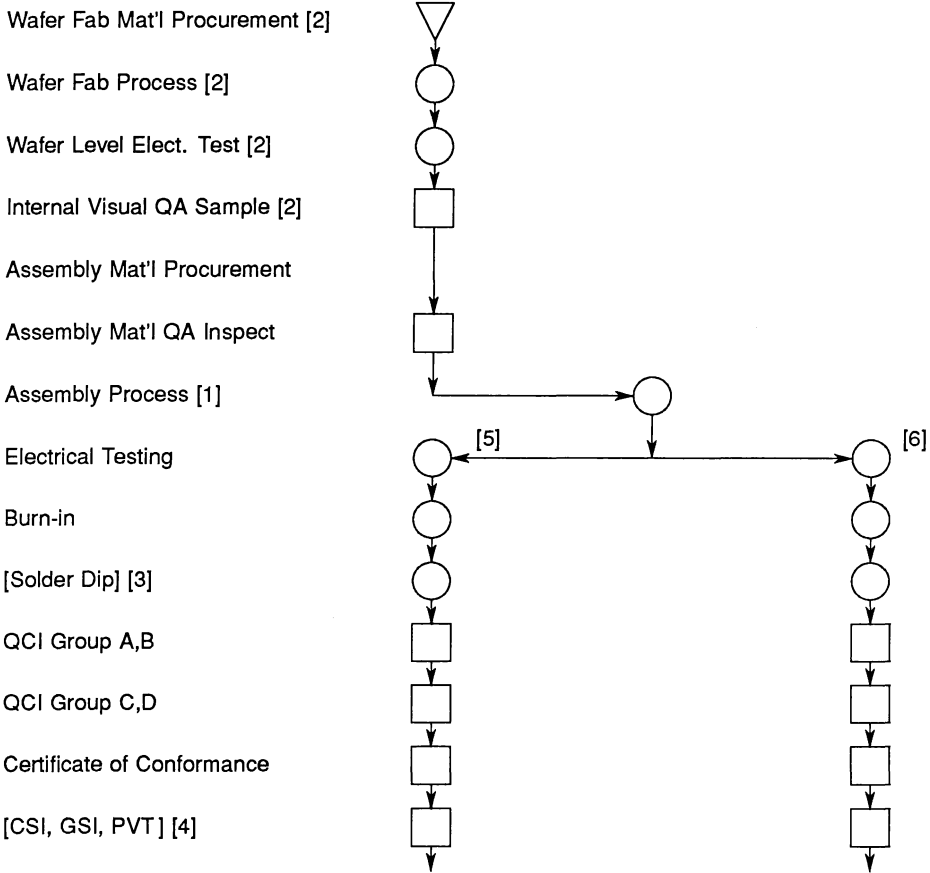 Wafer Fab Mat'l Procurement [2]
Wafer Fab Process [2]
Wafer Level Elect. Test [2]
Internal Visual QA Sample [2]
Assembly Mat'l Procurement
Assembly Mat'l QA Inspect
Assembly Process [1]
Electrical Testing
[5]
[6]
Burn-in
[Solder Dip] [3]
QCI Group A,B
QCI Group C,D
Certificate of Conformance
[CSI, GSI, PVT] [4]